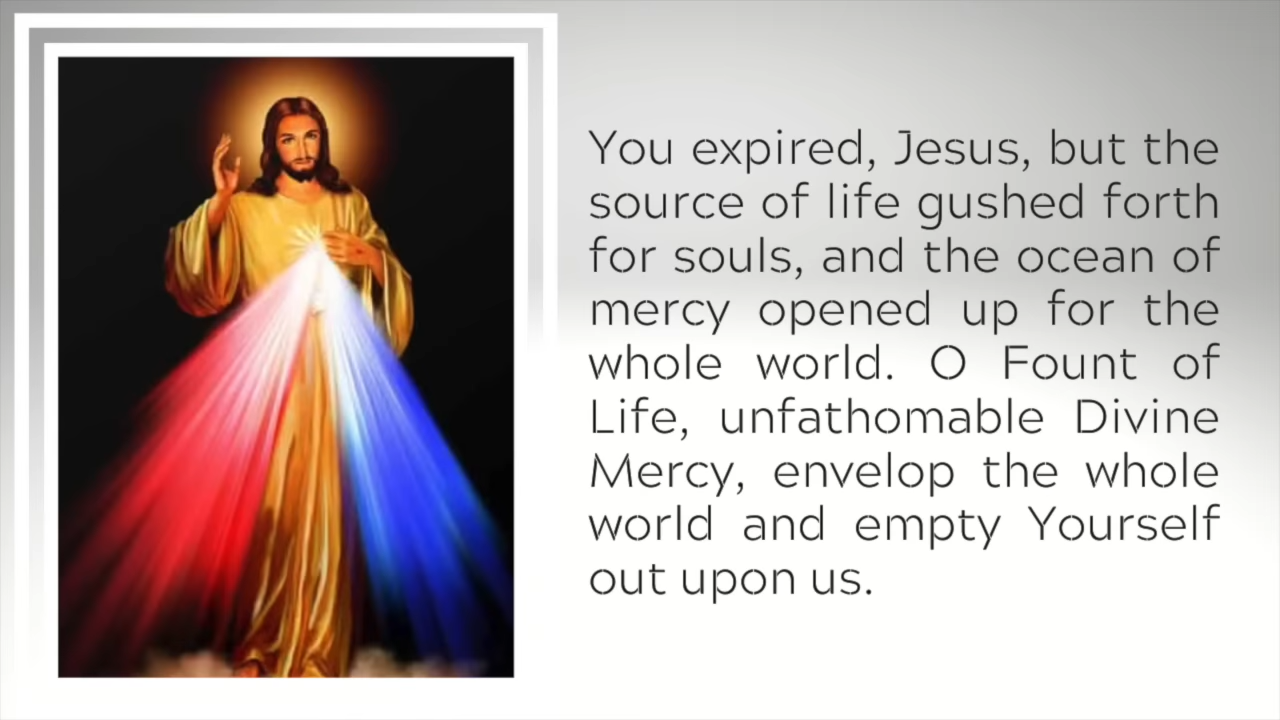 You expired, Jesus, but the
source of life gushed forth
for souls, and the ocean of
mercy opened up for the
whole world. O Fount of
Life, unfathomable Divine
Mercy, envelop the whole
world and empty Yourself
out upon us.